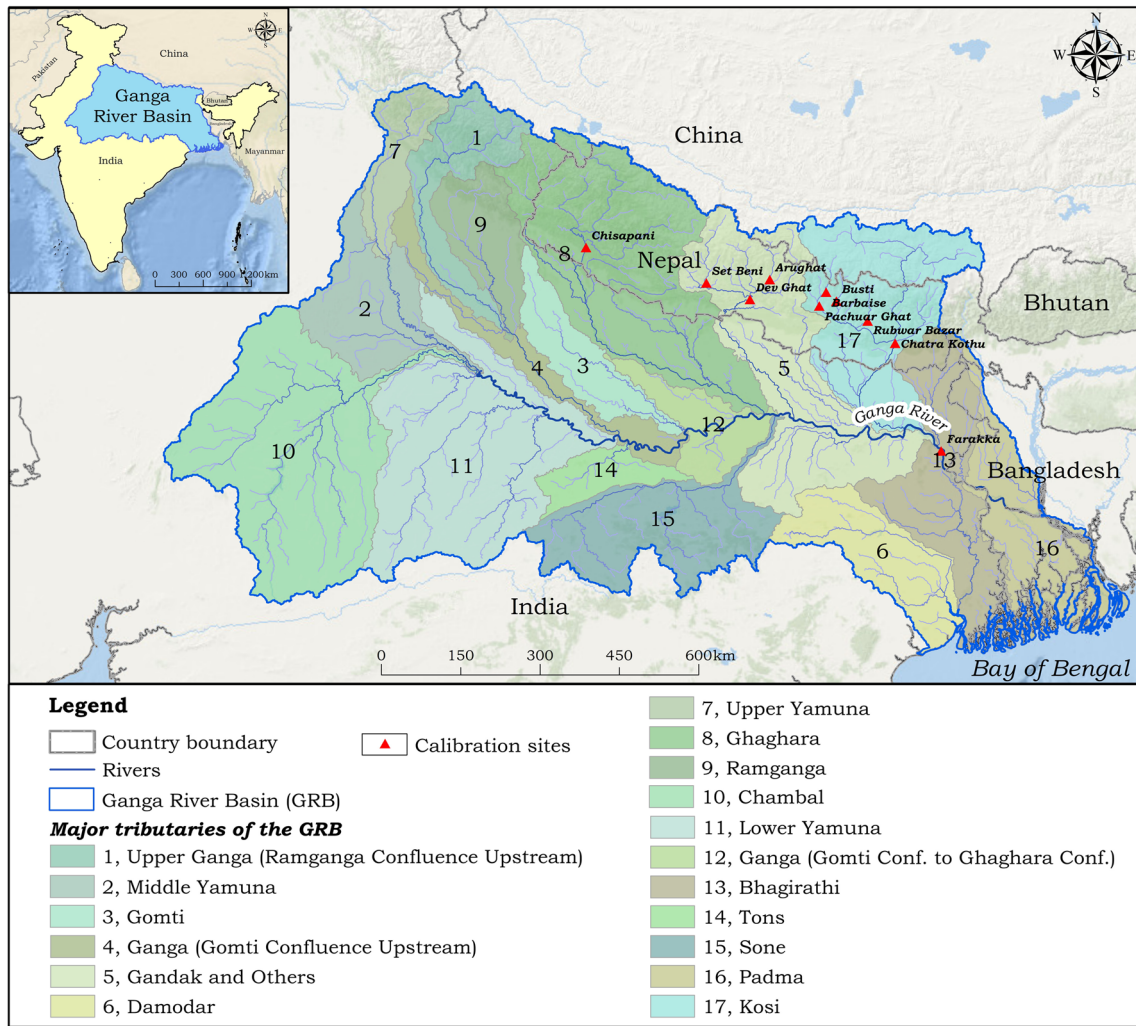 China
Pakistan
Ganga
River Basin
Bhutan
Bangladesh
India
Mayanmar
0 300 600 900 1,200 km
N
W E
S
N
W E
S
China
1
7
9
Chisapani
8
Nepal
Set Beni
Arughat
Dev Ghat
Busti
Barbaise
Pachuar Ghat
Rubwar Bazar
Chatra Kothu
17
Bhutan
2
4
3
5
Ganga River
12
Farakka
13
Bangladesh
10
11
14
15
6
16
India
0 150 300 450 600 km
Bay of Bengal
Legend
Country boundary
Calibration sites
Rivers
Ganga River Basin (GRB)
Major tributaries of the GRB
1, Upper Ganga (Ramganga Confluence Upstream)
2, Middle Yamuna
3, Gomti
4, Ganga (Gomti Confluence Upstream)
5, Gandak and Others
6, Damodar
7, Upper Yamuna
8, Ghaghara
9, Ramganga
10, Chambal
11, Lower Yamuna
12, Ganga (Gomti Conf. to Ghaghara Conf.)
13, Bhagirathi
14, Tons
15, Sone
16, Padma
17, Kosi